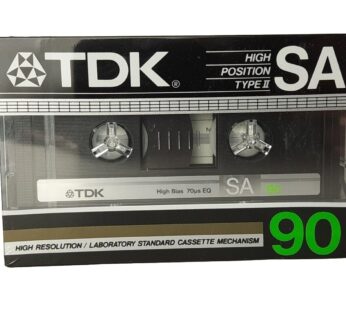 TDK®
HIGH
POSITION
TYPE II
SA
TDK
High Bias 70µs EQ
SA
90
HIGH RESOLUTION / LABORATORY STANDARD CASSETTE MECHANISM
90